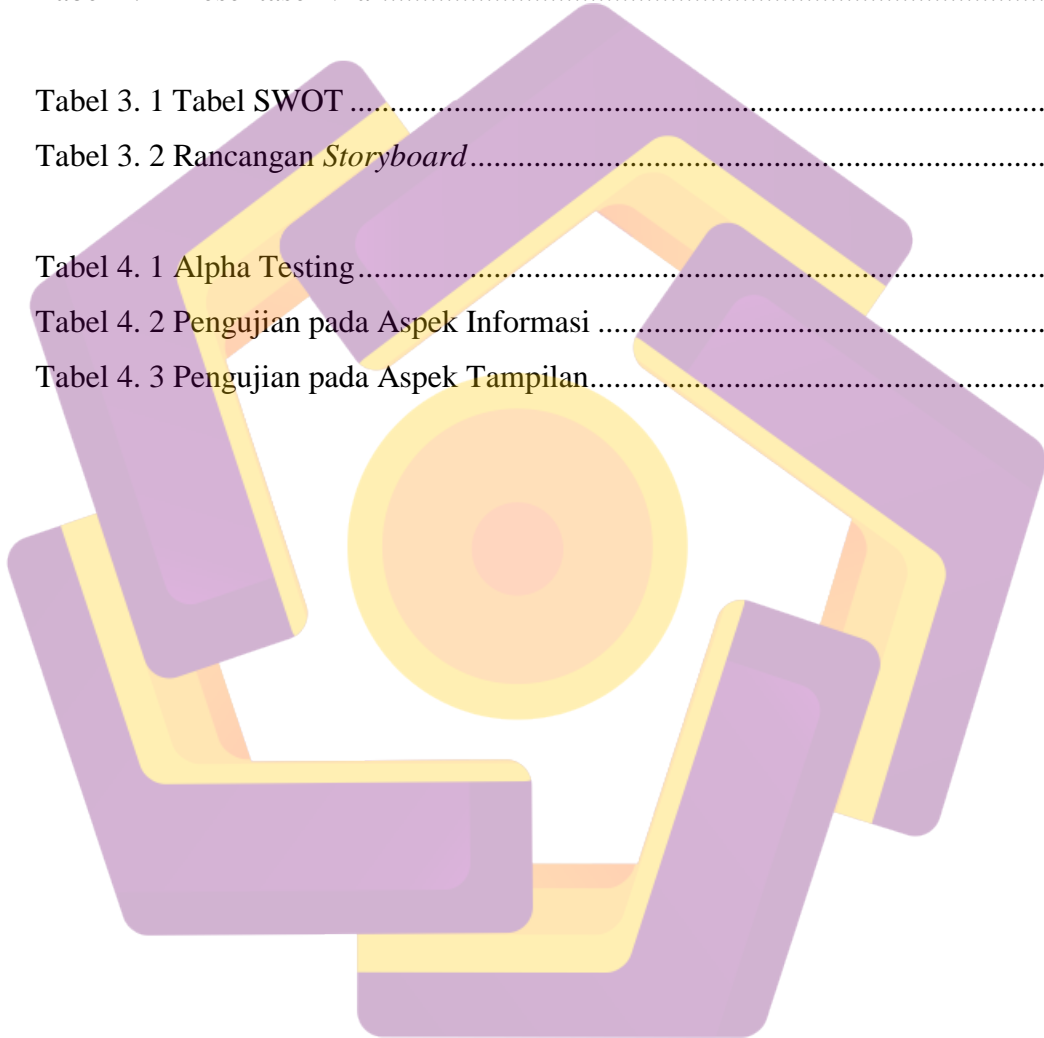 Tabel 3. 1 Tabel SWOT ........................................................................................
Tabel 3. 2 Rancangan Storyboard.........................................................................
Tabel 4. 1 Alpha Testing.......................................................................................
Tabel 4. 2 Pengujian pada Aspek Informasi .........................................................
Tabel 4. 3 Pengujian pada Aspek Tampilan..........................................................